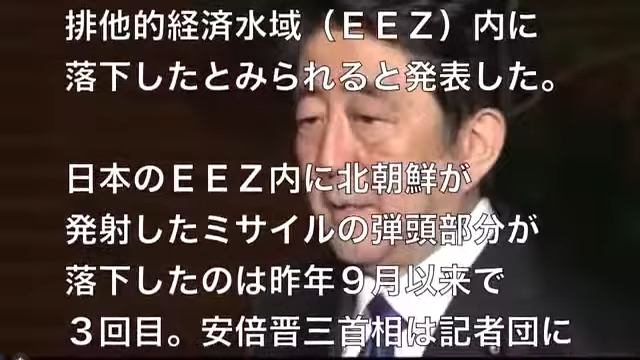 排他的経済水域（ＥＥＺ）内に
落下したとみられると発表した。
日本のＥＥＺ内に北朝鮮が
発射したミサイルの弾頭部分が
落下したのは昨年９月以来で
３回目。安倍晋三首相は記者団に